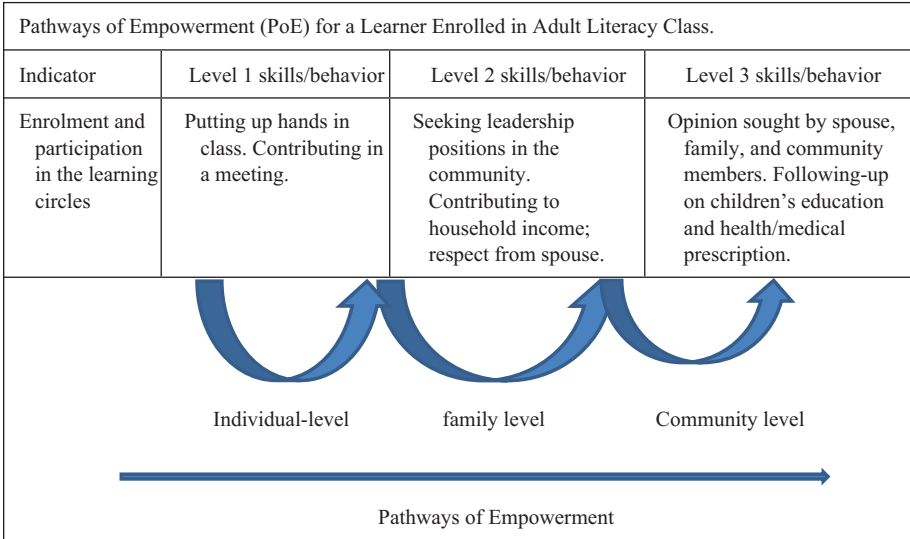 Pathways of Empowerment (PoE) for a Learner Enrolled in Adult Literacy Class.
Indicator
Level 1 skills/behavior
Level 2 skills/behavior
Level 3 skills/behavior
Enrolment and
participation
in the learning
circles
Putting up hands in
class. Contributing in
a meeting.
Seeking leadership
positions in the
community.
Contributing to
household income;
respect from spouse.
Opinion sought by spouse,
family, and community
members. Following-up
on children’s education
and health/medical
prescription.
Individual-level
family level
Community level
Pathways of Empowerment